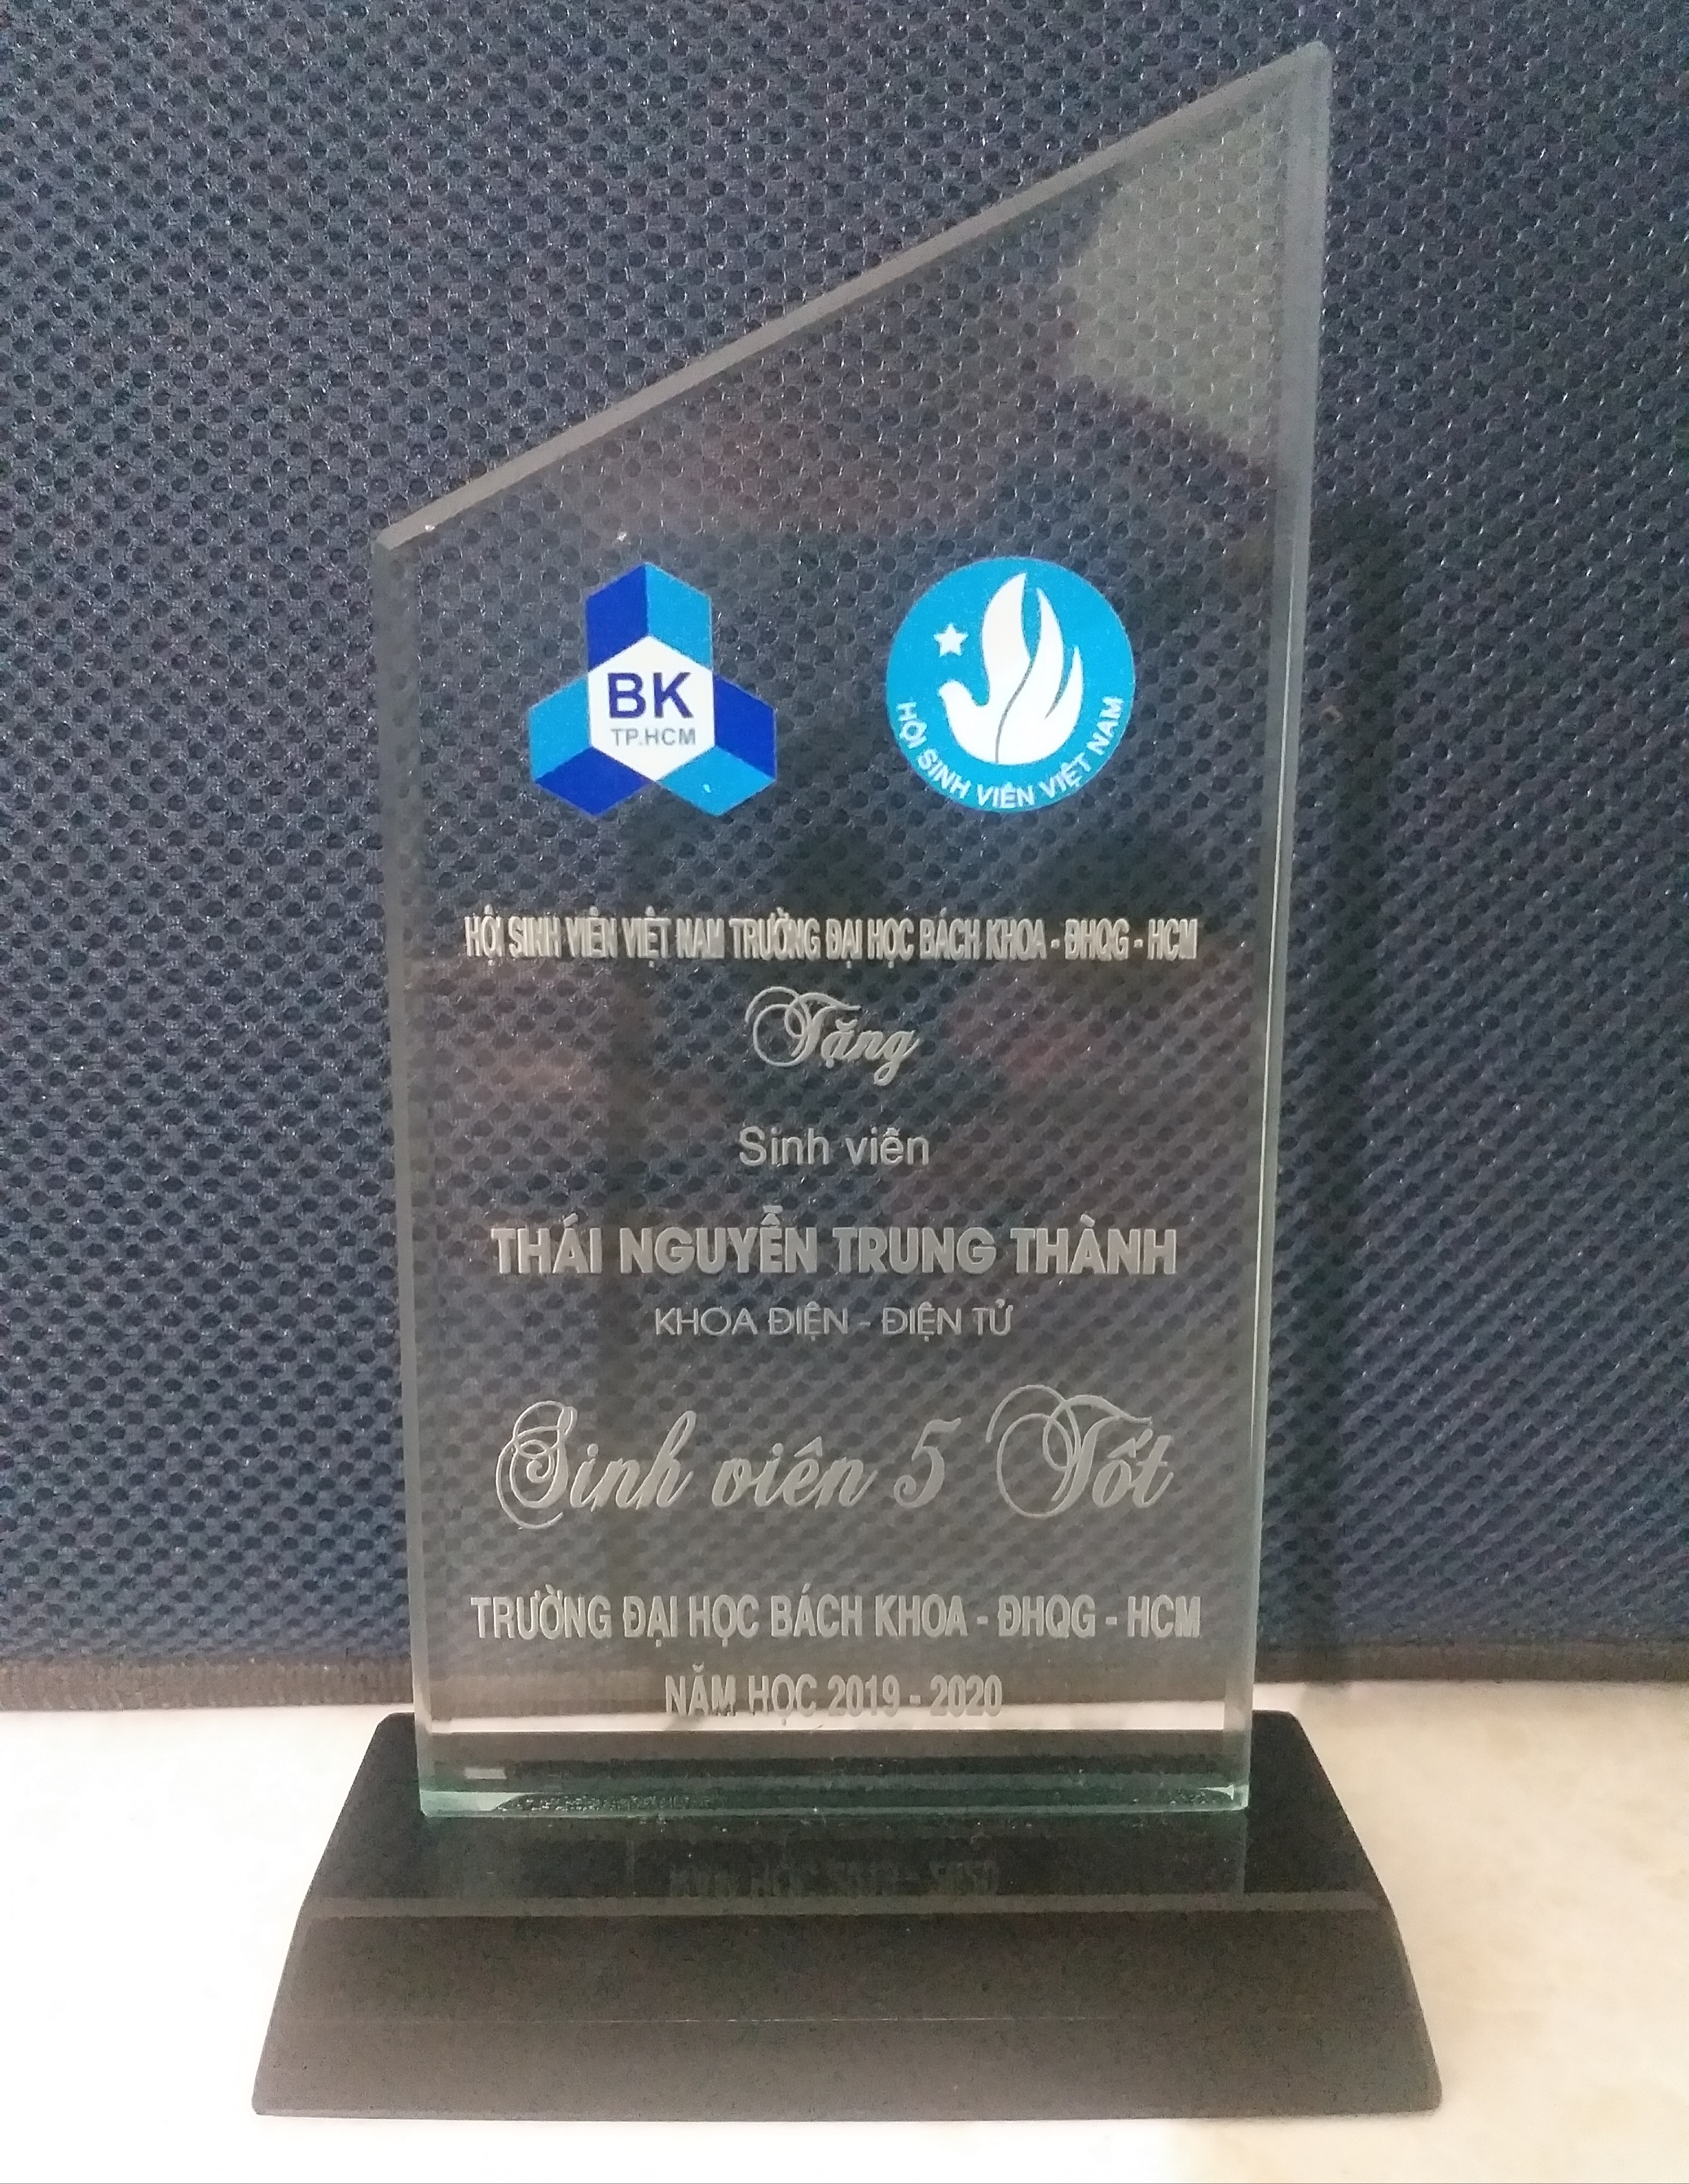 BK
TP.HCM
HỘI SINH VIÊN VIỆT NAM
HỘI SINH VIÊN VIỆT NAM TRƯỜNG ĐẠI HỌC BÁCH KHOA - ĐHQG - HCM
Tặng
Sinh viên
THÁI NGUYỄN TRUNG THÀNH
KHOA ĐIỆN - ĐIỆN TỬ
Sinh viên 5 Tốt
TRƯỜNG ĐẠI HỌC BÁCH KHOA - ĐHQG - HCM
NĂM HỌC 2019 - 2020